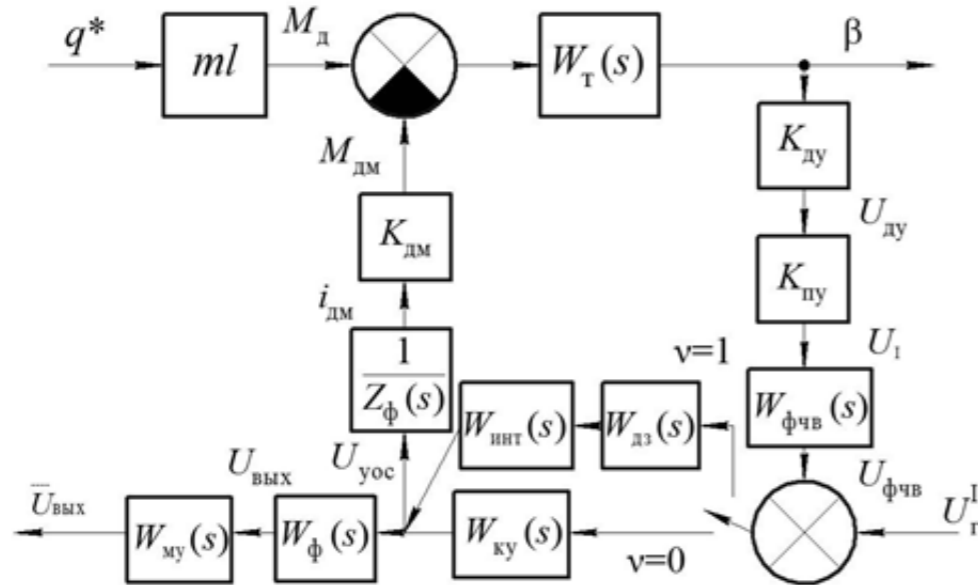 q*
ml
M_д
W_т(s)
β
K_ду
M_дм
U_ду
K_дм
K_пу
i_дм
U_1
ν=1
1
Z_ф(s)
W_фчв(s)
W_инт(s)
W_дз(s)
U_вых
U_уос
U_фчв
U̅_вых
W_му(s)
W_ф(s)
W_ку(s)
ν=0